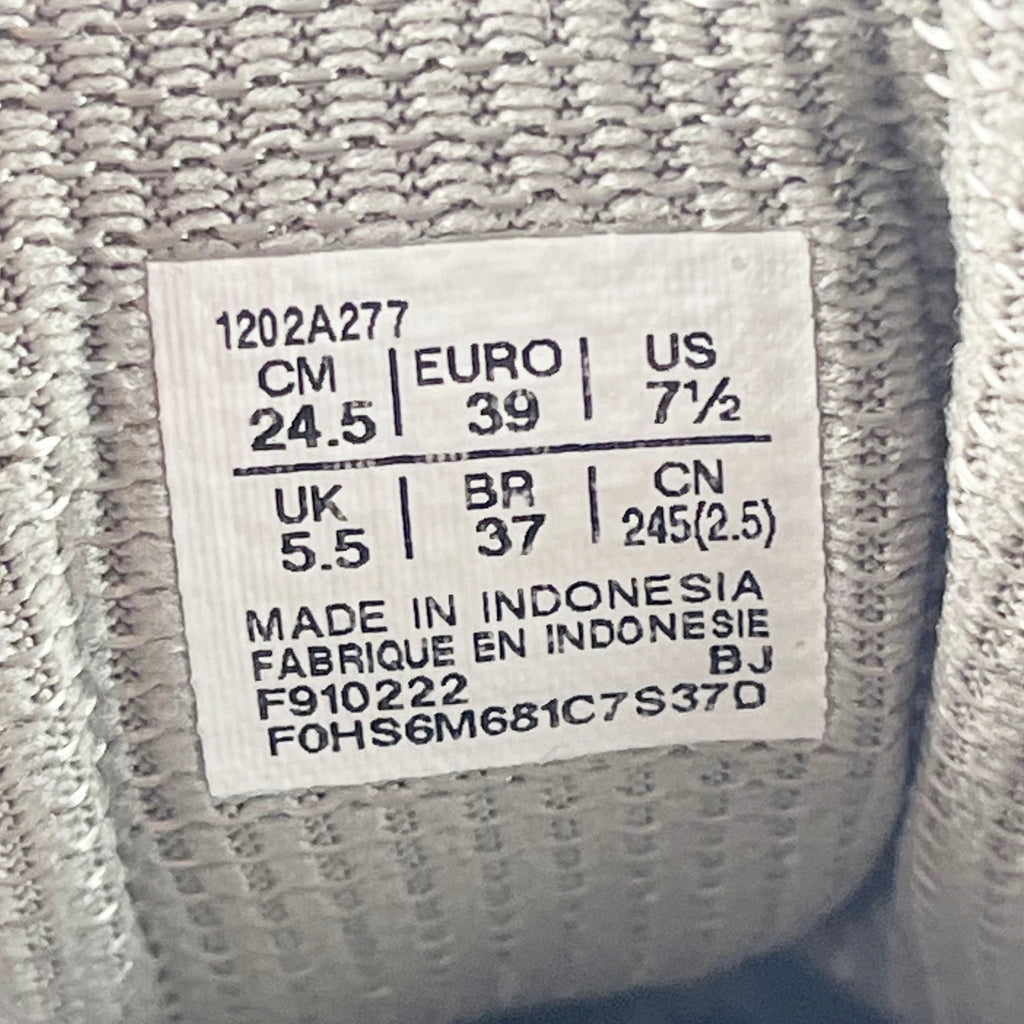 1202A277
CM | EURO | US
24.5 | 39 | 7½
UK | BR | CN
5.5 | 37 | 245(2.5)
MADE IN INDONESIA
FABRIQUE EN INDONESIE
BJ
F910222
F0HS6M681C7S37D